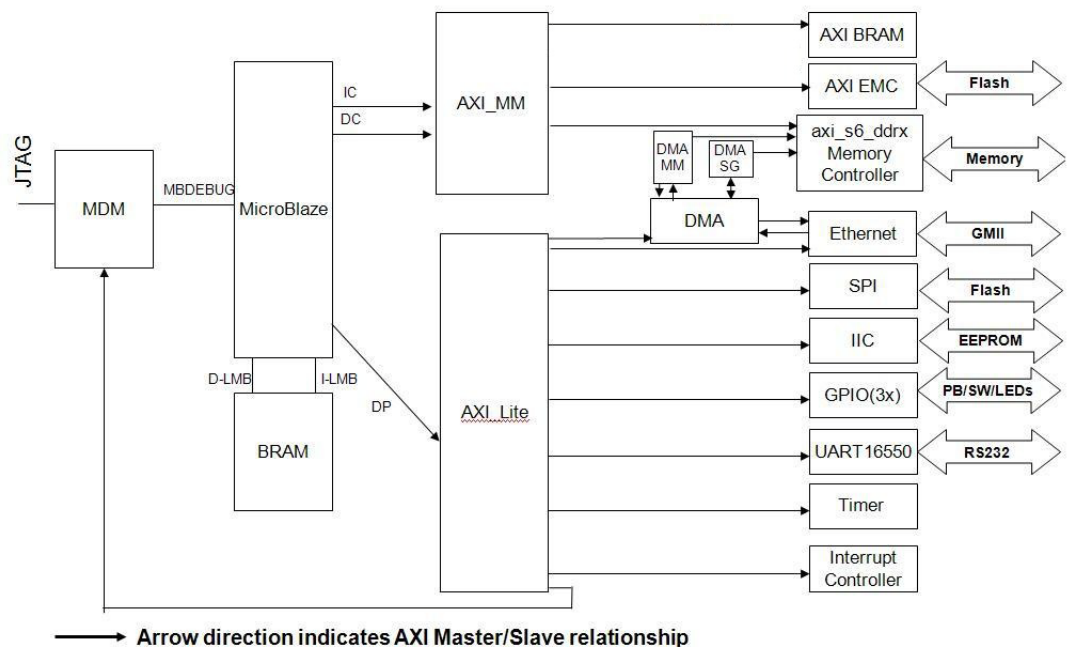 JTAG
MDM
MBDEBUG
MicroBlaze
IC
DC
D-LMB
I-LMB
BRAM
DP
AXI_MM
AXI_Lite
DMA
MM
DMA
SG
DMA
AXI BRAM
AXI EMC
Flash
axi_s6_ddrx
Memory
Controller
Memory
Ethernet
GMII
SPI
Flash
IIC
EEPROM
GPIO(3x)
PB/SW/LEDs
UART16550
RS232
Timer
Interrupt
Controller
Arrow direction indicates AXI Master/Slave relationship